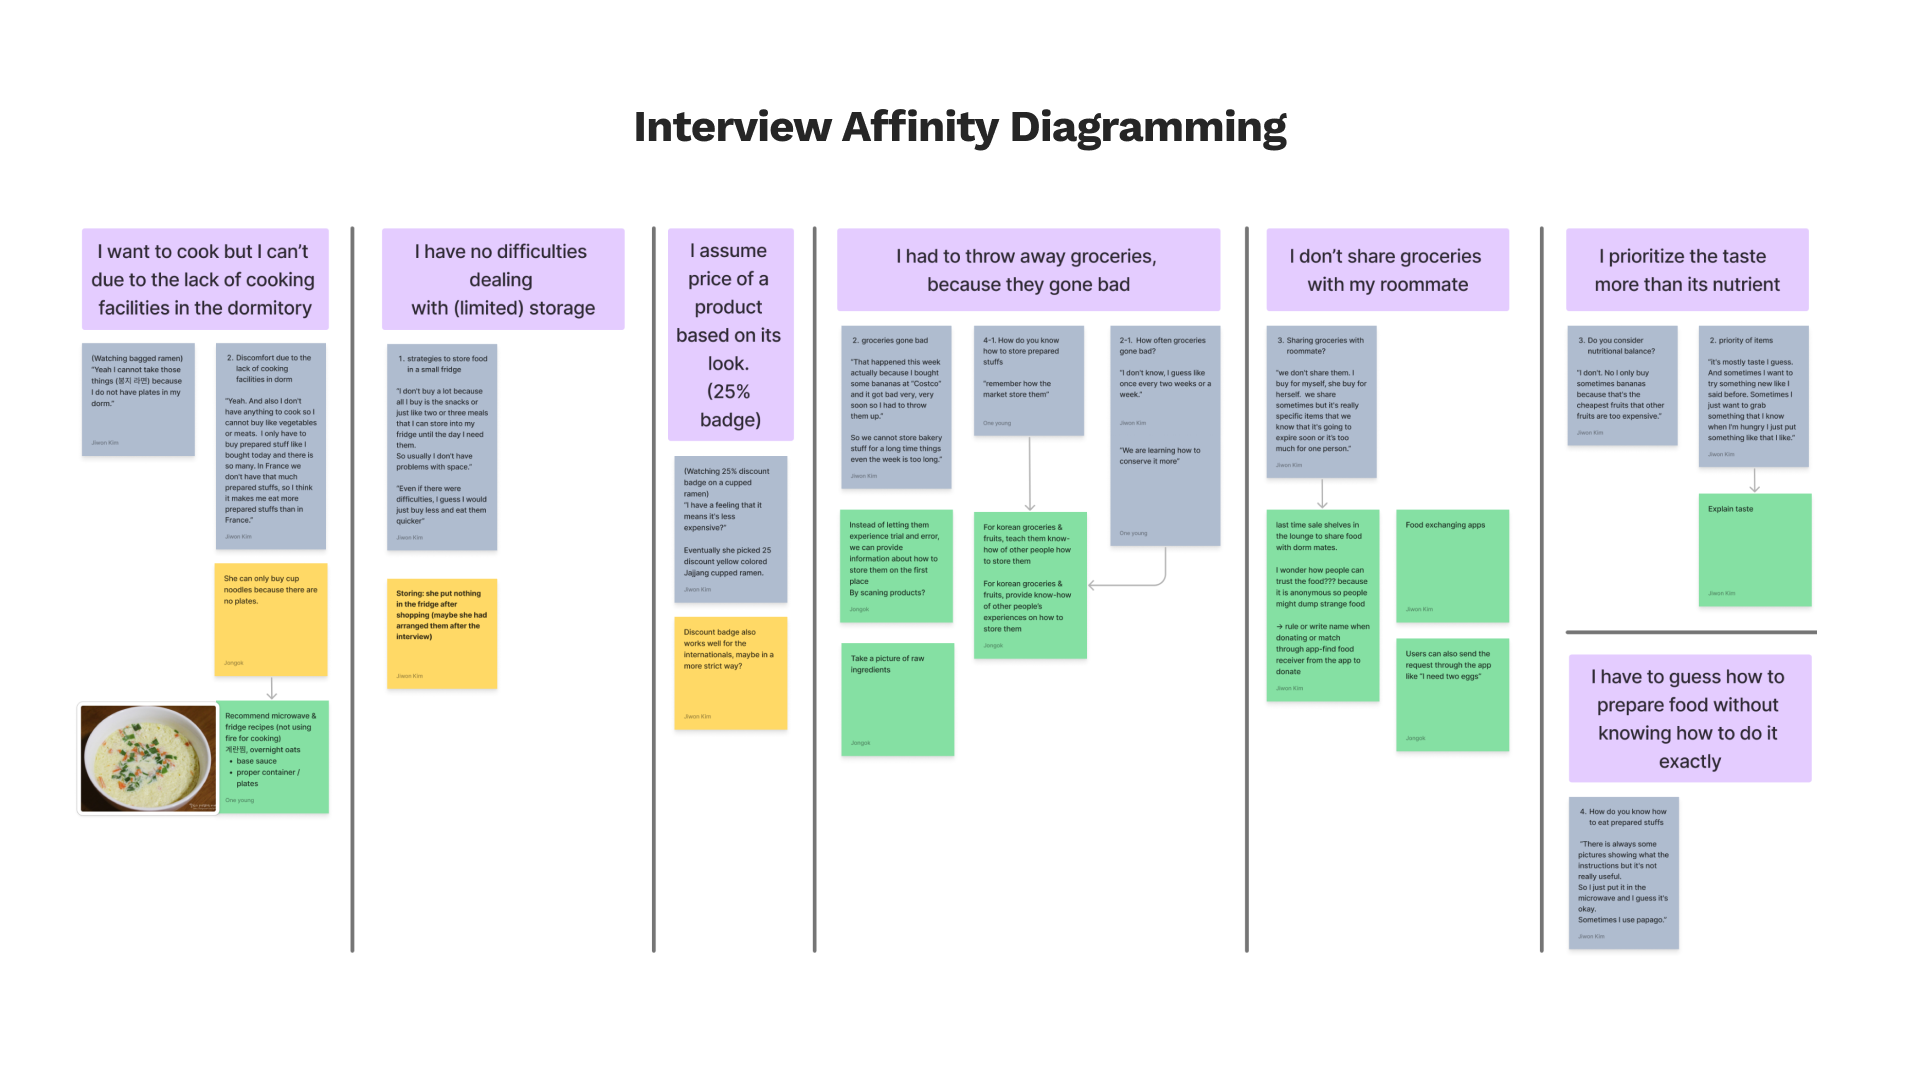 Interview Affinity Diagramming
I want to cook but I can't
due to the lack of cooking
facilities in the dormitory
(Watching bagged ramen)
"Yeah I cannot take those
things (봉지 라면) because
I do not have plates in my
dorm."
Jiwon Kim
2. Discomfort due to the
lack of cooking
facilities in dorm
"Yeah. And also I don't
have anything to cook so I
cannot buy like vegetables
or meats. I only have to
buy prepared stuff like I
bought today and there is
so many. In France we
don't have that much
prepared stuffs, so I think
it makes me eat more
prepared stuffs than in
France."
Jiwon Kim
She can only buy cup
noodles because there are
no plates.
Jongok
Recommend microwave &
fridge recipes (not using
fire for cooking)
계란찜, overnight oats
• base sauce
• proper container /
plates
One young
I have no difficulties
dealing
with (limited) storage
1. strategies to store food
in a small fridge
"I don't buy a lot because
all I buy is the snacks or
just like two or three meals
that I can store into my
fridge until the day I need
them.
So usually I don't have
problems with space."
"Even if there were
difficulties, I guess I would
just buy less and eat them
quicker"
Jiwon Kim
Storing: she put nothing
in the fridge after
shopping (maybe she had
arranged them after the
interview)
Jiwon Kim
I assume
price of a
product
based on its
look.
(25%
badge)
(Watching 25% discount
badge on a cupped
ramen)
"I have a feeling that it
means it's less
expensive?"
Eventually she picked 25
discount yellow colored
Jajjang cupped ramen.
Jiwon Kim
Discount badge also
works well for the
internationals, maybe in a
more strict way?
Jiwon Kim
I had to throw away groceries,
because they gone bad
2. groceries gone bad
"That happened this week
actually because I bought
some bananas at "Costco"
and it got bad very, very
soon so I had to throw
them up."
So we cannot store bakery
stuff for a long time things
even the week is too long."
Jiwon Kim
4-1. How do you know
how to store prepared
stuffs
"remember how the
market store them"
One young
2-1. How often groceries
gone bad?
"I don't know, I guess like
once every two weeks or a
week."
Jiwon Kim
"We are learning how to
conserve it more"
One young
Instead of letting them
experience trial and error,
we can provide
information about how to
store them on the first
place
By scaning products?
Jongok
For korean groceries &
fruits, teach them know-
how of other people how
to store them
For korean groceries &
fruits, provide know-how
of other people's
experiences on how to
store them
Jongok
Take a picture of raw
ingredients
Jongok
I don't share groceries
with my roommate
3. Sharing groceries with
roommate?
"we don't share them. I
buy for myself, she buy for
herself. we share
sometimes but it's really
specific items that we
know that it's going to
expire soon or it's too
much for one person."
Jiwon Kim
last time sale shelves in
the lounge to share food
with dorm mates.
I wonder how people can
trust the food??? because
it is anonymous so people
might dump strange food
→ rule or write name when
donating or match
through app-find food
receiver from the app to
donate
Jiwon Kim
Food exchanging apps
Jiwon Kim
Users can also send the
request through the app
like "I need two eggs"
Jongok
I prioritize the taste
more than its nutrient
3. Do you consider
nutritional balance?
"I don't. No I only buy
sometimes bananas
because that's the
cheapest fruits that other
fruits are too expensive."
Jiwon Kim
2. priority of items
"it's mostly taste I guess.
And sometimes I want to
try something new like I
said before. Sometimes I
just want to grab
something that I know
when I'm hungry I just put
something like that I like."
Jiwon Kim
Explain taste
Jiwon Kim
I have to guess how to
prepare food without
knowing how to do it
exactly
4. How do you know how
to eat prepared stuffs
"There is always some
pictures showing what the
instructions but it's not
really useful.
So I just put it in the
microwave and I guess it's
okay.
Sometimes I use papago."
Jiwon Kim